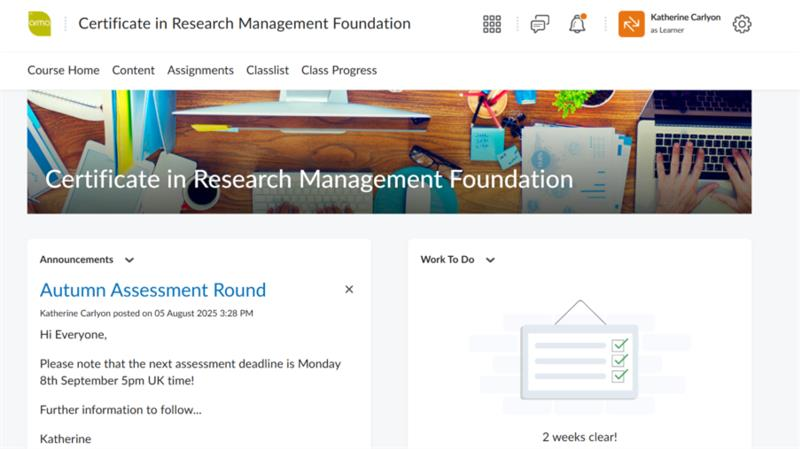 arma
Certificate in Research Management Foundation
Katherine Carlyon
as Learner
Course Home Content Assignments Classlist Class Progress
Certificate in Research Management Foundation
Announcements
Autumn Assessment Round
Katherine Carlyon posted on 05 August 2025 3:28 PM
Hi Everyone,
Please note that the next assessment deadline is Monday
8th September 5pm UK time!
Further information to follow...
Katherine
Work To Do
2 weeks clear!